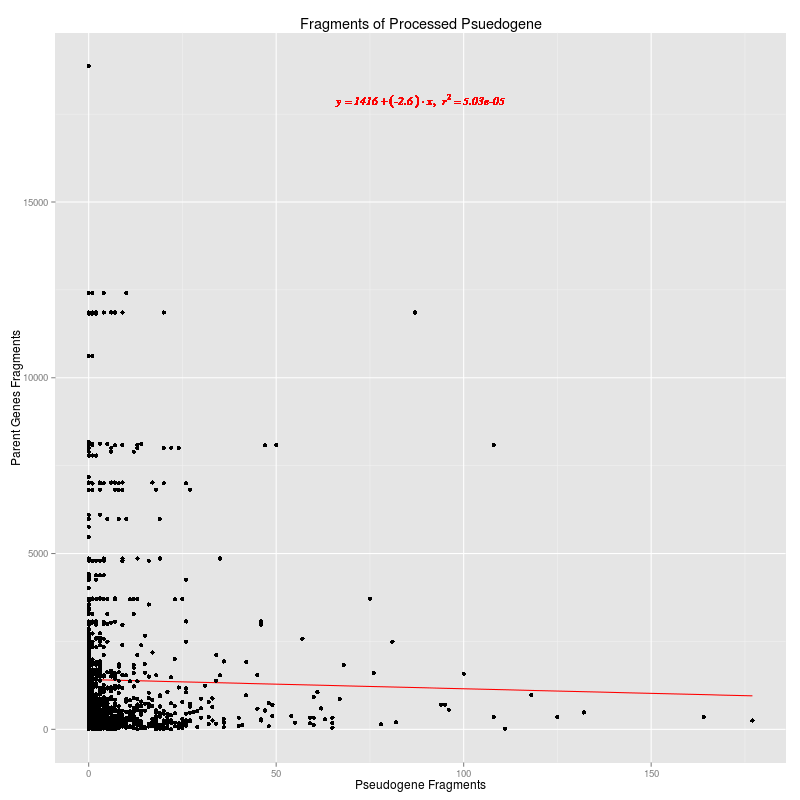 Fragments of Processed Psuedogene
y = 1416 + (-2.6) · x, r² = 5.03e-05
15000
10000
5000
0
Parent Genes Fragments
0 50 100 150
Pseudogene Fragments